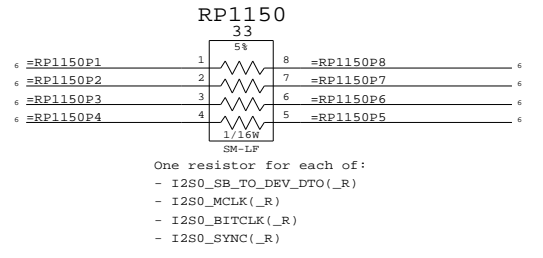 RP1150
33
5%
6 =RP1150P1 1 8 =RP1150P8 6
6 =RP1150P2 2 7 =RP1150P7 6
6 =RP1150P3 3 6 =RP1150P6 6
6 =RP1150P4 4 5 =RP1150P5 6
1/16W
SM-LF
One resistor for each of:
- I2S0_SB_TO_DEV_DTO(_R)
- I2S0_MCLK(_R)
- I2S0_BITCLK(_R)
- I2S0_SYNC(_R)